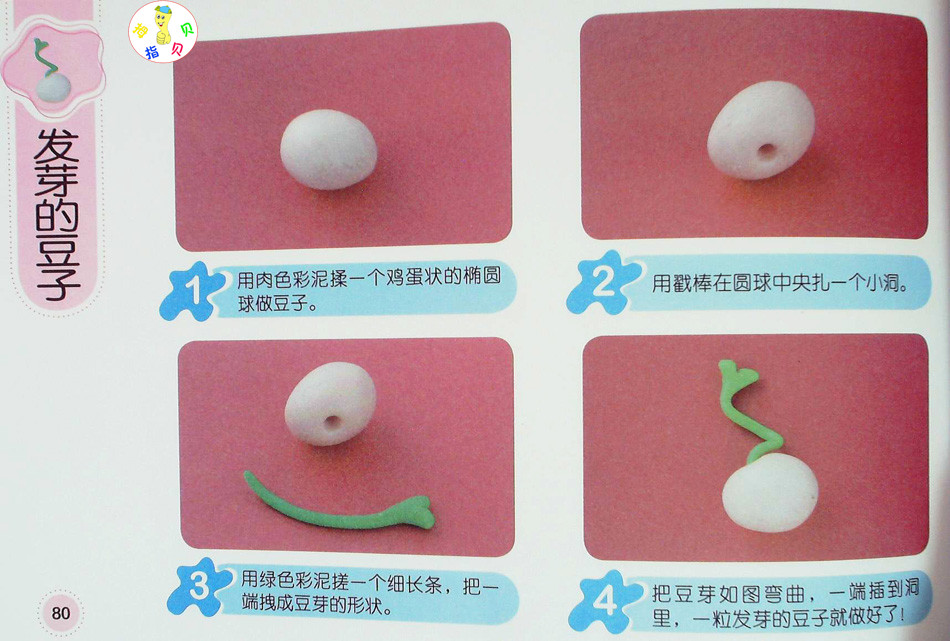 发芽的豆子
指
贝
贝
1
用肉色彩泥揉一个鸡蛋状的椭圆
球做豆子。
2
用戳棒在圆球中央扎一个小洞。
3
用绿色彩泥搓一个细长条，把一
端拽成豆芽的形状。
4
把豆芽如图弯曲，一端插到洞
里，一粒发芽的豆子就做好了!
80